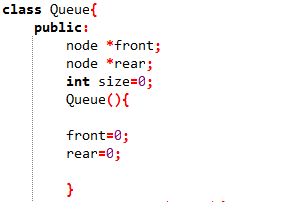 class Queue{
public:
node *front;
node *rear;
int size=0;
Queue(){
front=0;
rear=0;
}